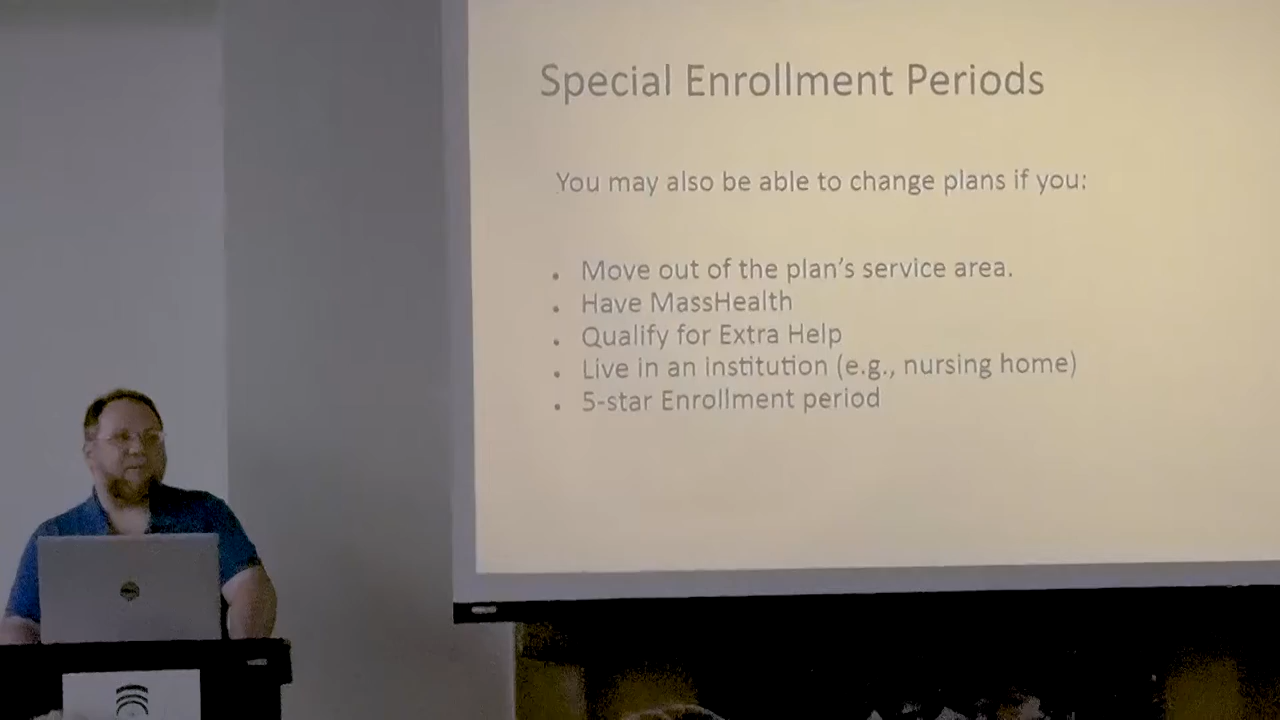 Special Enrollment Periods
You may also be able to change plans if you:
• Move out of the plan's service area.
• Have MassHealth
• Qualify for Extra Help
• Live in an institution (e.g., nursing home)
• 5-star Enrollment period